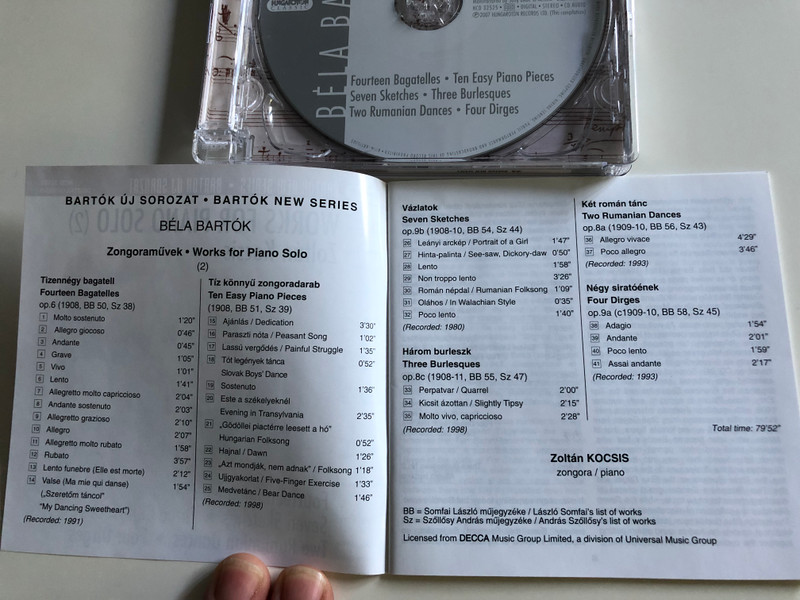 HUNGAROTON
CLASSIC
HCD 32525 • DIGITAL • STEREO • CD AUDIO
BÉLA BA
Fourteen Bagatelles • Ten Easy Piano Pieces
Seven Sketches • Three Burlesques
Two Rumanian Dances • Four Dirges
BARTÓK ÚJ SOROZAT • BARTÓK NEW SERIES
BÉLA BARTÓK
Zongoraművek • Works for Piano Solo
(2)
Tizennégy bagatell
Fourteen Bagatelles
op.6 (1908, BB 50, Sz 38)
1 Molto sostenuto 1'20"
2 Allegro giocoso 0'46"
3 Andante 0'45"
4 Grave 1'05"
5 Vivo 1'01"
6 Lento 1'41"
7 Allegretto molto capriccioso 2'04"
8 Andante sostenuto 2'03"
9 Allegretto grazioso 2'10"
10 Allegro 2'07"
11 Allegretto molto rubato 1'58"
12 Rubato 3'57"
13 Lento funebre (Elle est morte) 2'12"
14 Valse (Ma mie qui danse) 1'54"
(„Szeretőm táncol"
"My Dancing Sweetheart")
(Recorded: 1991)
Tíz könnyű zongoradarab
Ten Easy Piano Pieces
(1908, BB 51, Sz 39)
15 Ajánlás / Dedication 3'30"
16 Paraszti nóta / Peasant Song 1'02"
17 Lassú vergődés / Painful Struggle 1'35"
18 Tót legények tánca 0'52"
Slovak Boys' Dance
19 Sostenuto 1'36"
20 Este a székelyeknél
Evening in Transylvania 2'35"
21 „Gödöllei piactérre leesett a hó"
Hungarian Folksong 0'52"
22 Hajnal / Dawn 1'26"
23 „Azt mondják, nem adnak" / Folksong 1'18"
24 Ujjgyakorlat / Five-Finger Exercise 1'33"
25 Medvetánc / Bear Dance 1'46"
(Recorded: 1998)
Vázlatok
Seven Sketches
op.9b (1908-10, BB 54, Sz 44)
26 Leányi arckép / Portrait of a Girl 1'47"
27 Hinta-palinta / See-saw, Dickory-daw 0'50"
28 Lento 1'58"
29 Non troppo lento 3'26"
30 Román népdal / Rumanian Folksong 1'09"
31 Oláhos / In Walachian Style 0'35"
32 Poco lento 1'40"
(Recorded: 1980)
Három burleszk
Three Burlesques
op.8c (1908-11, BB 55, Sz 47)
33 Perpatvar / Quarrel 2'00"
34 Kicsit ázottan / Slightly Tipsy 2'15"
35 Molto vivo, capriccioso 2'28"
(Recorded: 1998)
Két román tánc
Two Rumanian Dances
op.8a (1909-10, BB 56, Sz 43)
36 Allegro vivace 4'29"
37 Poco allegro 3'46"
(Recorded: 1993)
Négy siratóének
Four Dirges
op.9a (c1909-10, BB 58, Sz 45)
38 Adagio 1'54"
39 Andante 2'01"
40 Poco lento 1'59"
41 Assai andante 2'17"
(Recorded: 1993)
Total time: 79'52"
Zoltán KOCSIS
zongora / piano
BB = Somfai László műjegyzéke / László Somfai's list of works
Sz = Szőllősy András műjegyzéke / András Szőllősy's list of works
Licensed from DECCA Music Group Limited, a division of Universal Music Group